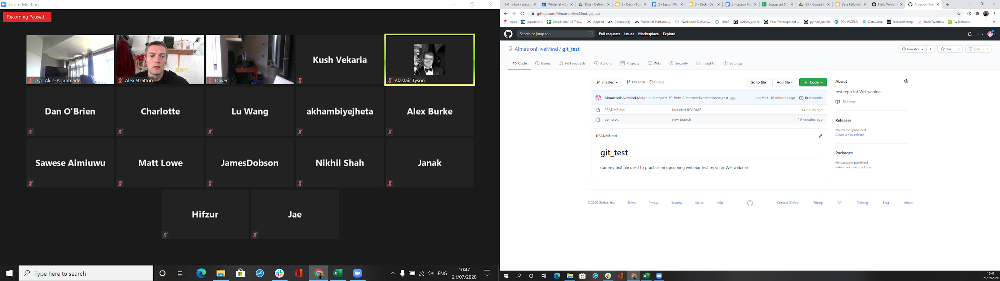 Zoom Meeting
Recording Paused
Ayo Akin-Agunbiade
Alex Stratton
Oliver
Kush Vekaria
Alastair Tyson
Dan O'Brien
Charlotte
Lu Wang
akhambiyejheta
Alex Burke
Sawese Aimiuwu
Matt Lowe
JamesDobson
Nikhil Shah
Janak
Hifzur
Jae
Type here to search
ENG
10:47
21/07/2020
Inbox - alex.st
WhiteHat – Ca
Data - Delivery
2 - Deck - Fun
2 - Lesson Pla
3 - Deck - Dat
3 - Lesson Pla
Suggested 5 D
Git - Google D
Data Fellowsh
Hello World ·
AlmatronHive
github.com/AlmatronHiveMind/git_test
Apps
pgAdmin 4
Alex/Neda: 1:1 Trac...
Applied
Community
WhiteHat Platform |...
Workbook: Delivery...
10to8
python_unit1a
Your-Development-...
python_unit1b
SQL WORLD
DataCamp
freecodecamp
Stack Overflow
W3Schools
»
Search or jump to...
/
Pull requests
Issues
Marketplace
Explore
AlmatronHiveMind / git_test
Unwatch
1
Star
0
Fork
0
Code
Issues
Pull requests
Actions
Projects
Wiki
Security
Insights
Settings
master
1 branch
0 tags
Go to file
Add file
Code
AlmatronHiveMind Merge pull request #2 from AlmatronHiveMind/new_test ...
e6a7501 18 minutes ago
10 commits
README.md
included README
14 hours ago
demo.txt
new branch
19 minutes ago
README.md
git_test
dummy text file used to practice an upcoming webinar test repo for WH webinar
About
test repo for WH webinar
Readme
Releases
No releases published
Create a new release
Packages
No packages published
Publish your first package
© 2020 GitHub, Inc.
Terms
Privacy
Security
Status
Help
Contact GitHub
Pricing
API
Training
Blog
About
10:47
21/07/2020